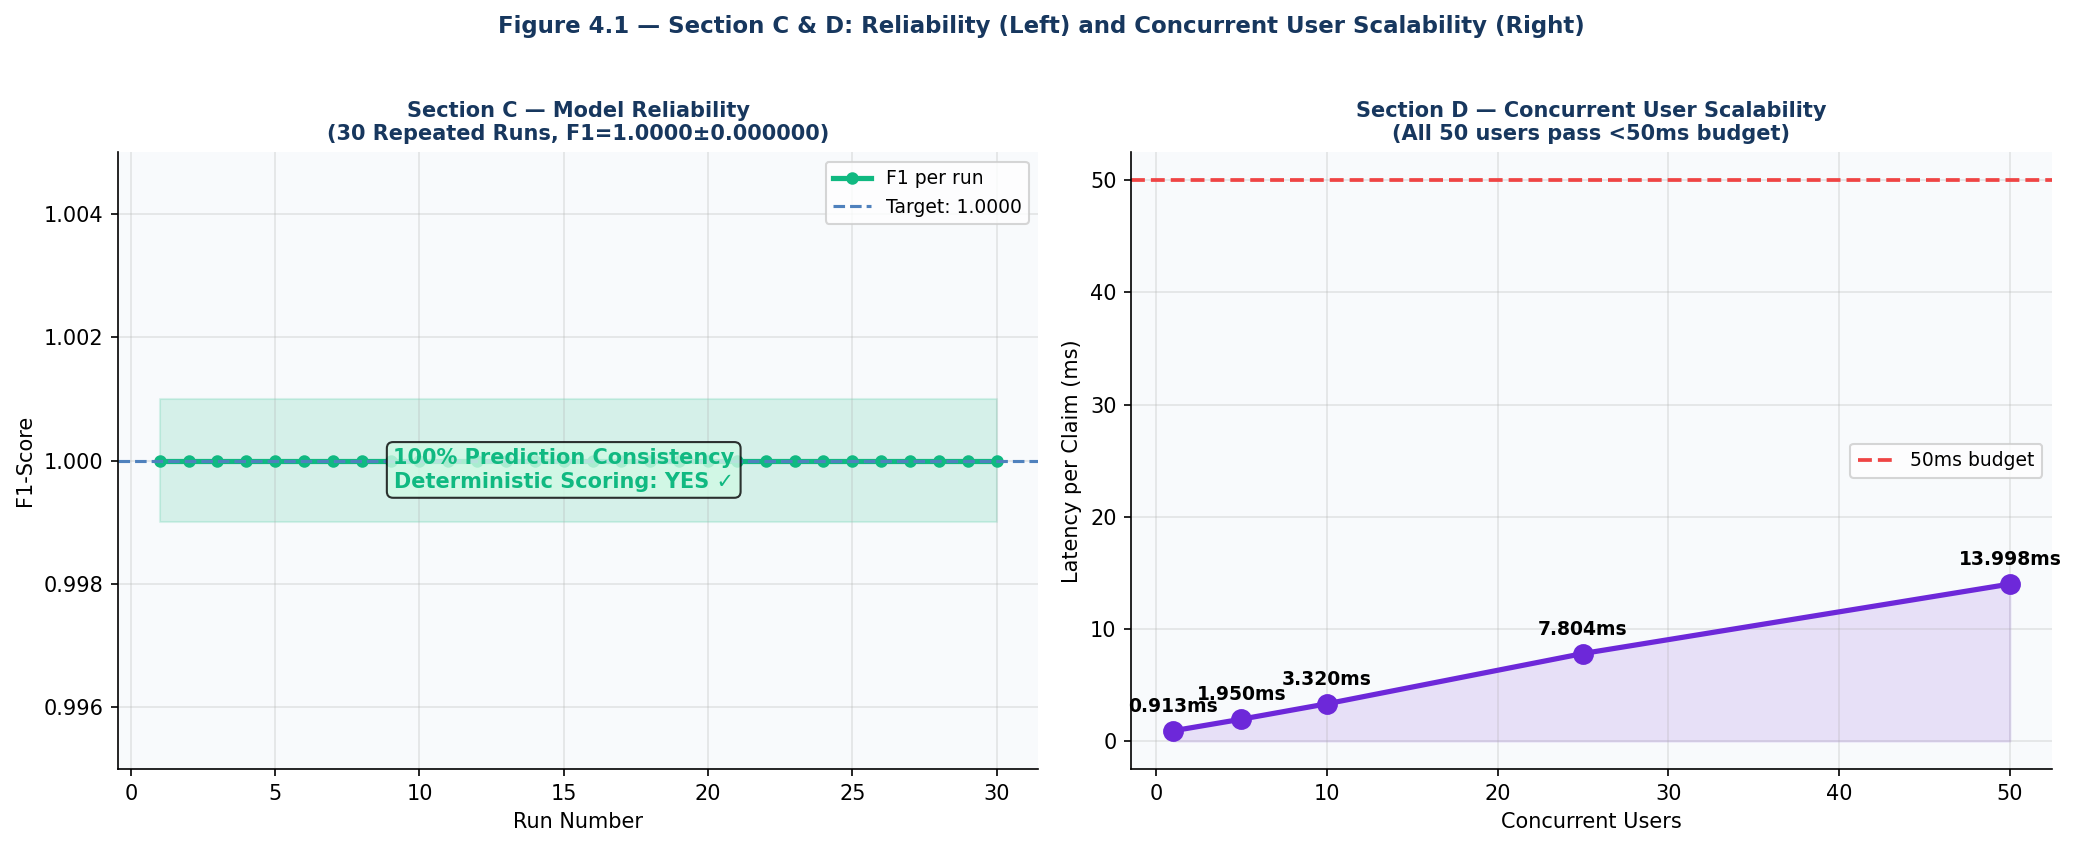 Figure 4.1 — Section C & D: Reliability (Left) and Concurrent User Scalability (Right)
Section C — Model Reliability
(30 Repeated Runs, F1=1.0000±0.000000)
F1 per run
Target: 1.0000
1.004
1.002
1.000
0.998
0.996
F1-Score
100% Prediction Consistency
Deterministic Scoring: YES ✓
0
5
10
15
20
25
30
Run Number
Section D — Concurrent User Scalability
(All 50 users pass <50ms budget)
50
40
30
20
10
0
Latency per Claim (ms)
50ms budget
0.913ms
1.950ms
3.320ms
7.804ms
13.998ms
0
10
20
30
40
50
Concurrent Users